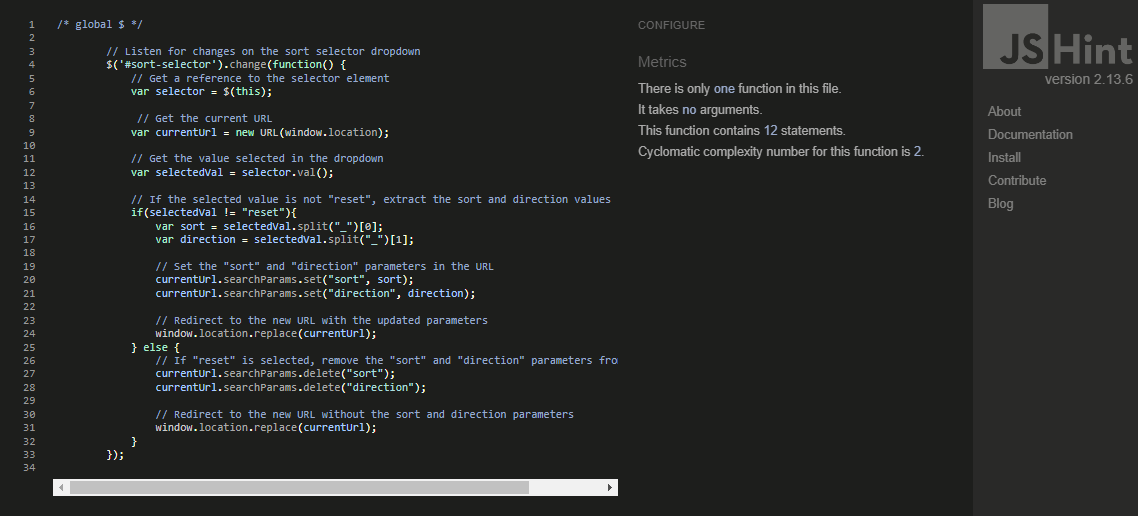 1 /* global $ */
2
3 // Listen for changes on the sort selector dropdown
4 $('#sort-selector').change(function() {
5 // Get a reference to the selector element
6 var selector = $(this);
7
8 // Get the current URL
9 var currentUrl = new URL(window.location);
10
11 // Get the value selected in the dropdown
12 var selectedVal = selector.val();
13
14 // If the selected value is not "reset", extract the sort and direction values
15 if(selectedVal != "reset"){
16 var sort = selectedVal.split("_")[0];
17 var direction = selectedVal.split("_")[1];
18
19 // Set the "sort" and "direction" parameters in the URL
20 currentUrl.searchParams.set("sort", sort);
21 currentUrl.searchParams.set("direction", direction);
22
23 // Redirect to the new URL with the updated parameters
24 window.location.replace(currentUrl);
25 } else {
26 // If "reset" is selected, remove the "sort" and "direction" parameters fro
27 currentUrl.searchParams.delete("sort");
28 currentUrl.searchParams.delete("direction");
29
30 // Redirect to the new URL without the sort and direction parameters
31 window.location.replace(currentUrl);
32 }
33 });
34
CONFIGURE
Metrics
There is only one function in this file.
It takes no arguments.
This function contains 12 statements.
Cyclomatic complexity number for this function is 2.
JSHint
version 2.13.6
About
Documentation
Install
Contribute
Blog